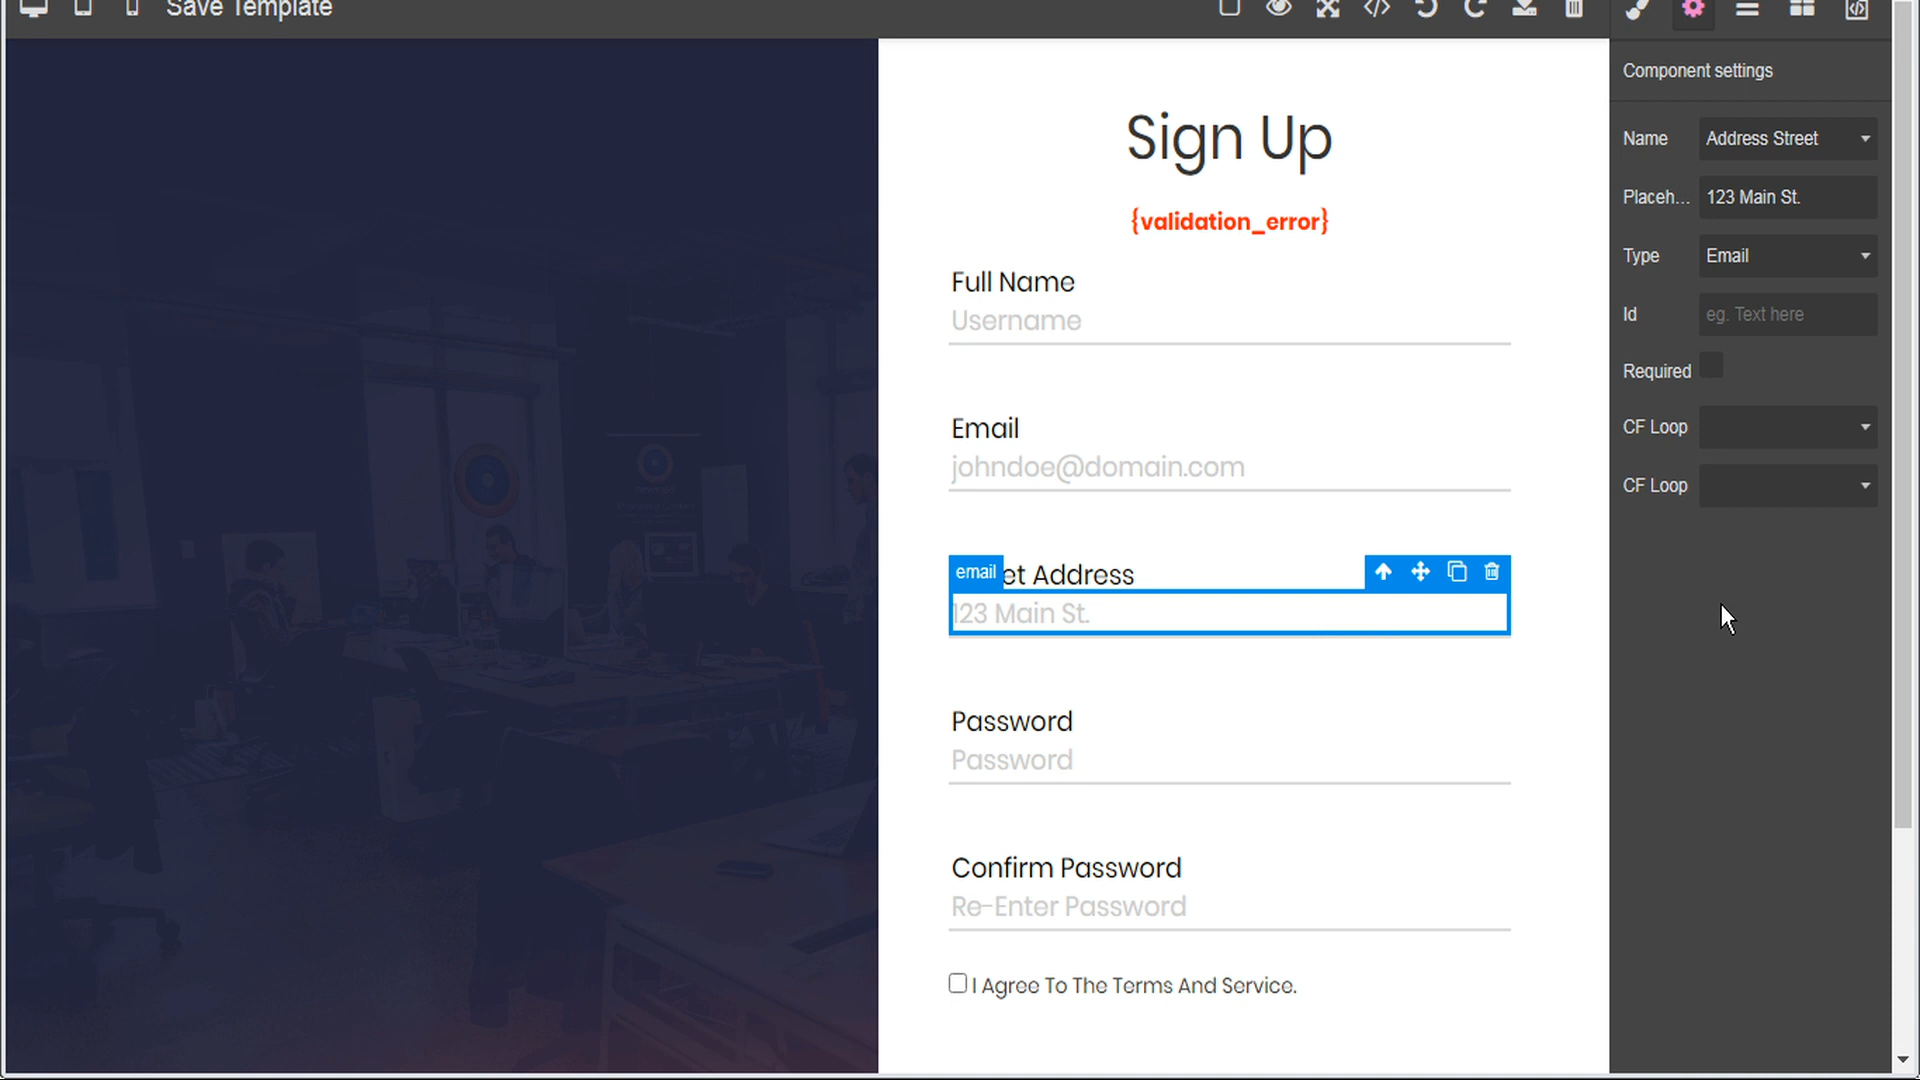 Save Template
Component settings
Sign Up
Name
Address Street
Placeh...
123 Main St.
{validation_error}
Type
Email
Full Name
Id
eg. Text here
Username
Required
CF Loop
Email
johndoe@domain.com
CF Loop
email
et Address
123 Main St.
Password
Password
Confirm Password
Re-Enter Password
I Agree To The Terms And Service.